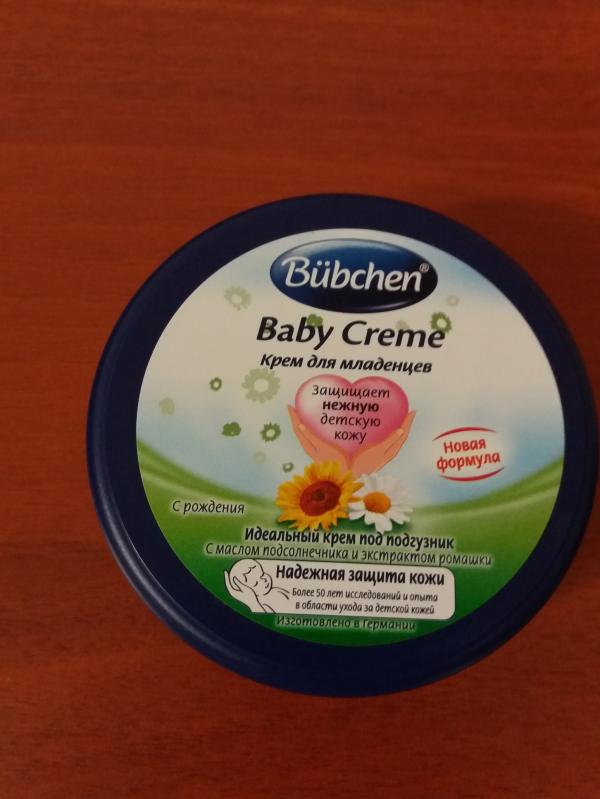 Bübchen®
Baby Creme
Крем для младенцев
Защищает
нежную
детскую
кожу
Новая
формула
С рождения
Идеальный крем под подгузник
С маслом подсолнечника и экстрактом ромашки
Надежная защита кожи
Более 50 лет исследований и опыта
в области ухода за детской кожей
Изготовлено в Германии